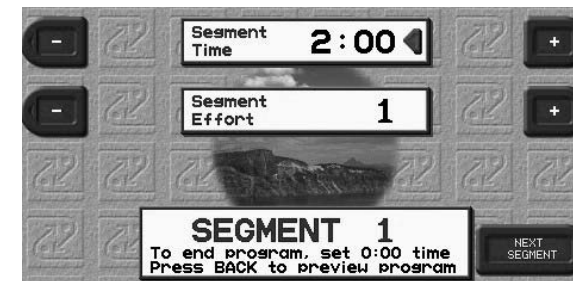 -
Segment
Time
2:00
+
-
Segment
Effort
1
+
SEGMENT 1
To end program, set 0:00 time
Press BACK to preview program
NEXT
SEGMENT